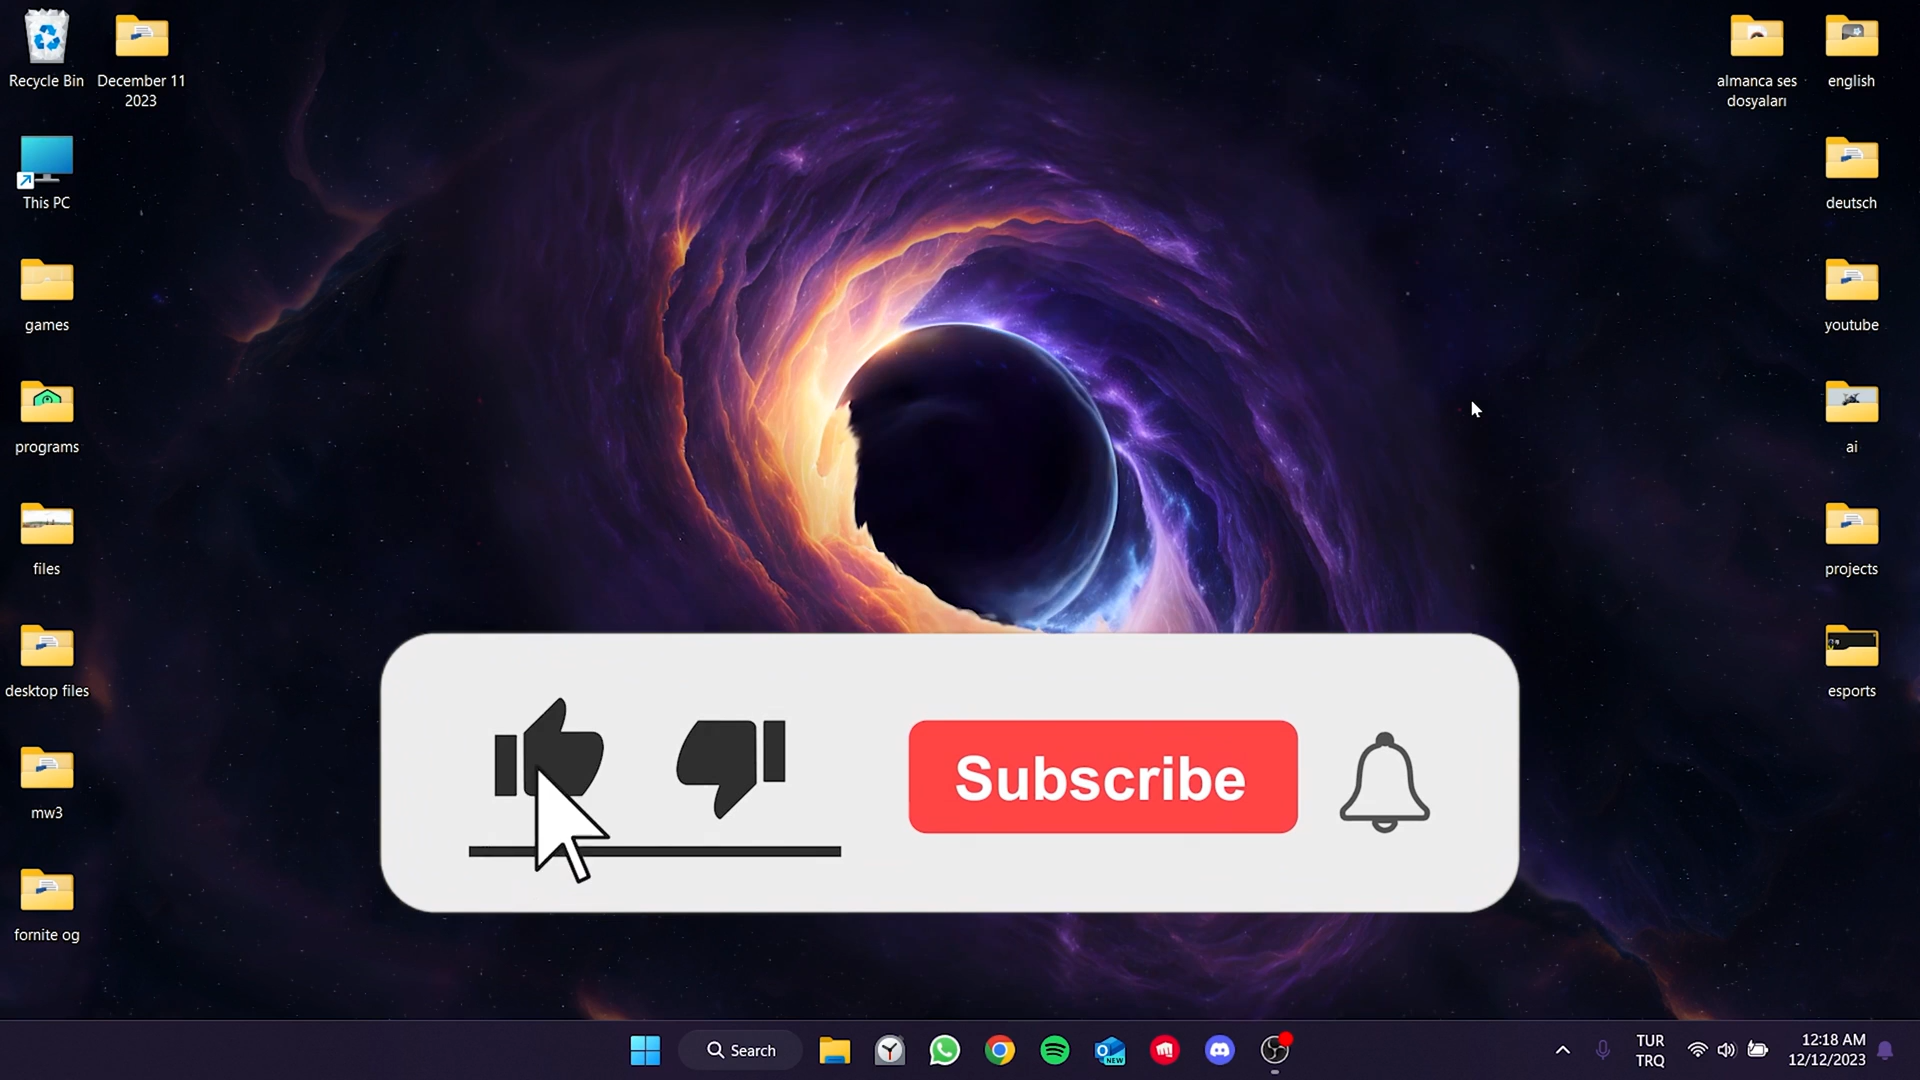 Recycle Bin
December 11
2023
This PC
games
programs
files
desktop files
mw3
fornite og
almanca ses
dosyaları
english
deutsch
youtube
ai
projects
esports
Subscribe
Search
NEW
TUR
TRQ
12:18 AM
12/12/2023